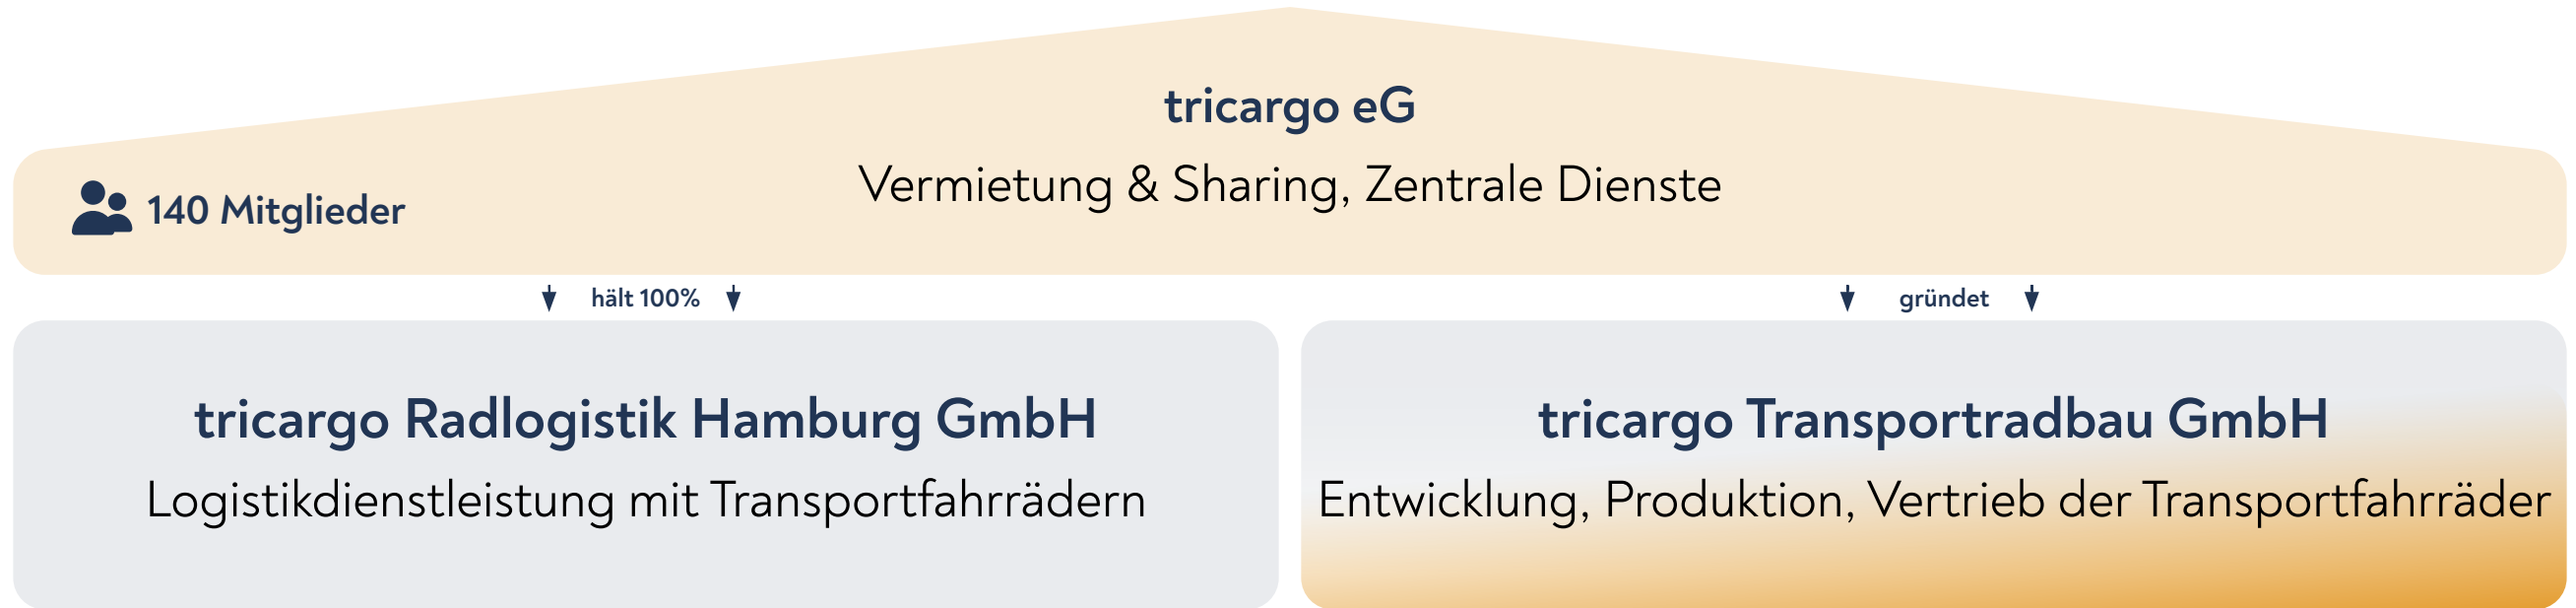 tricargo eG
Vermietung & Sharing, Zentrale Dienste
140 Mitglieder
hält 100%
gründet
tricargo Radlogistik Hamburg GmbH
Logistikdienstleistung mit Transportfahrrädern
tricargo Transportradbau GmbH
Entwicklung, Produktion, Vertrieb der Transportfahrräder